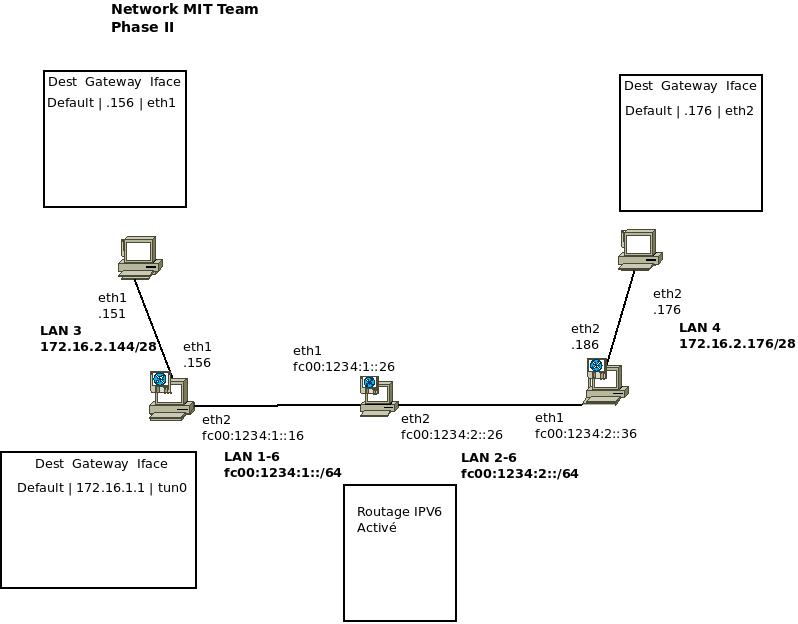 Network MIT Team
Phase II
Dest Gateway Iface
Default | .156 | eth1
Dest Gateway Iface
Default | .176 | eth2
eth1
.151
LAN 3
172.16.2.144/28
eth1
.156
eth2
.176
LAN 4
172.16.2.176/28
eth2
.186
eth1
fc00:1234:1::26
eth2
fc00:1234:1::16
LAN 1-6
fc00:1234:1::/64
eth2
fc00:1234:2::26
eth1
fc00:1234:2::36
LAN 2-6
fc00:1234:2::/64
Dest Gateway Iface
Default | 172.16.1.1 | tun0
Routage IPV6
Activé